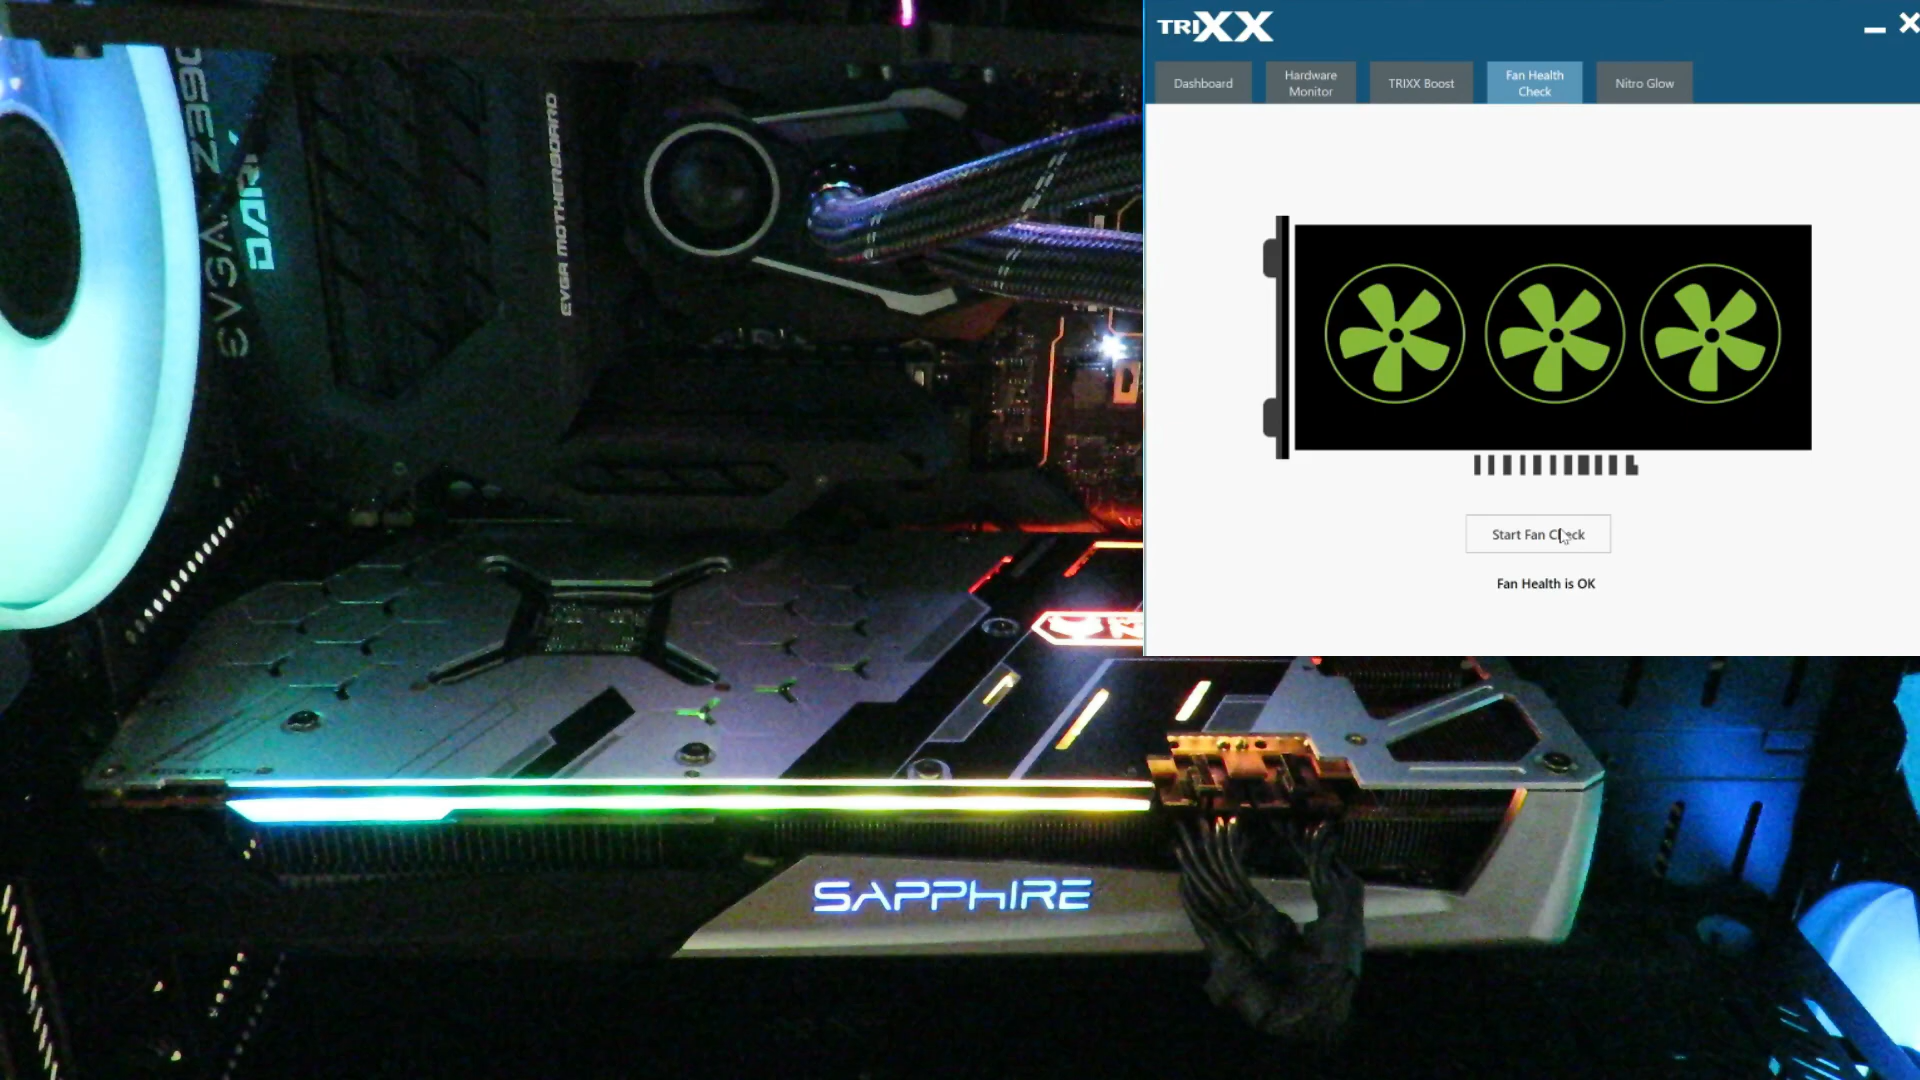 TRIXX
Dashboard
Hardware
Monitor
TRIXX Boost
Fan Health
Check
Nitro Glow
Start Fan Check
Fan Health is OK
EVGA Z390
DARK
EVGA MOTHERBOARD
SAPPHIRE